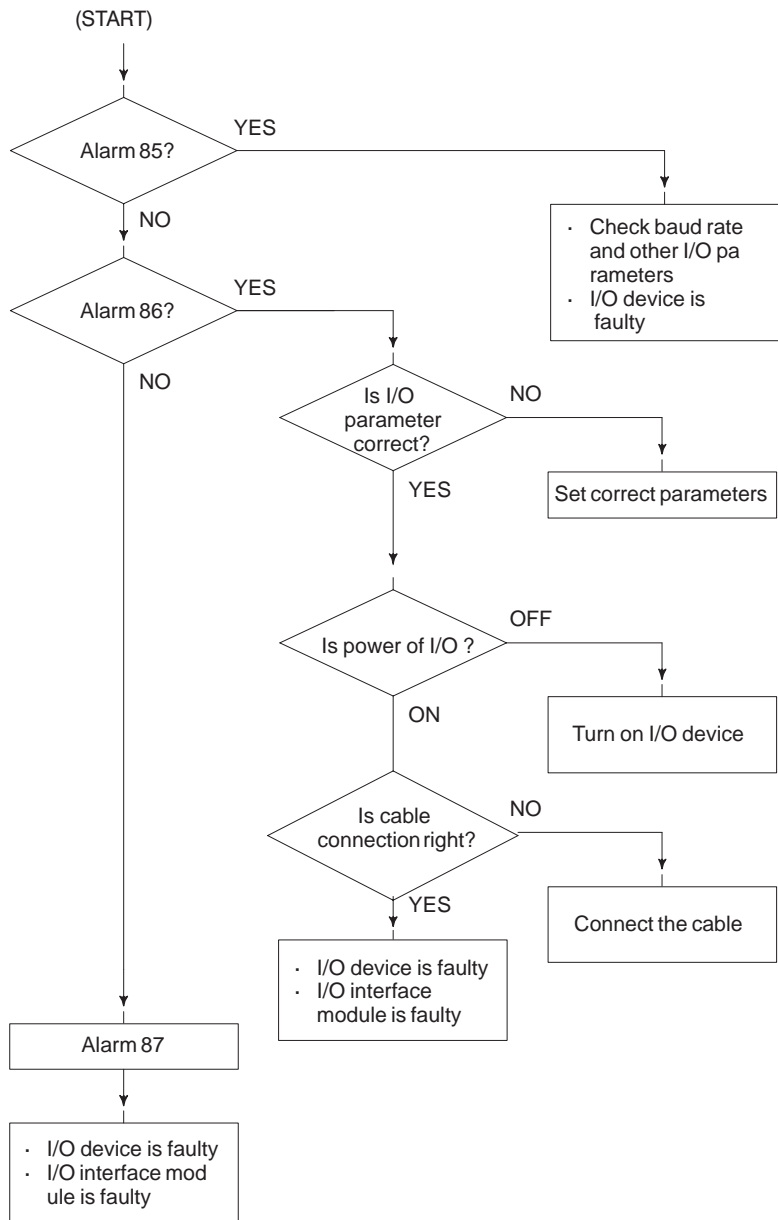 (START)
Alarm 85?
YES
NO
· Check baud rate
and other I/O pa
rameters
· I/O device is
faulty
Alarm 86?
YES
NO
Is I/O
parameter
correct?
NO
YES
Set correct parameters
Is power of I/O ?
OFF
ON
Turn on I/O device
Is cable
connection right?
NO
YES
Connect the cable
· I/O device is faulty
· I/O interface
module is faulty
Alarm 87
· I/O device is faulty
· I/O interface mod
ule is faulty